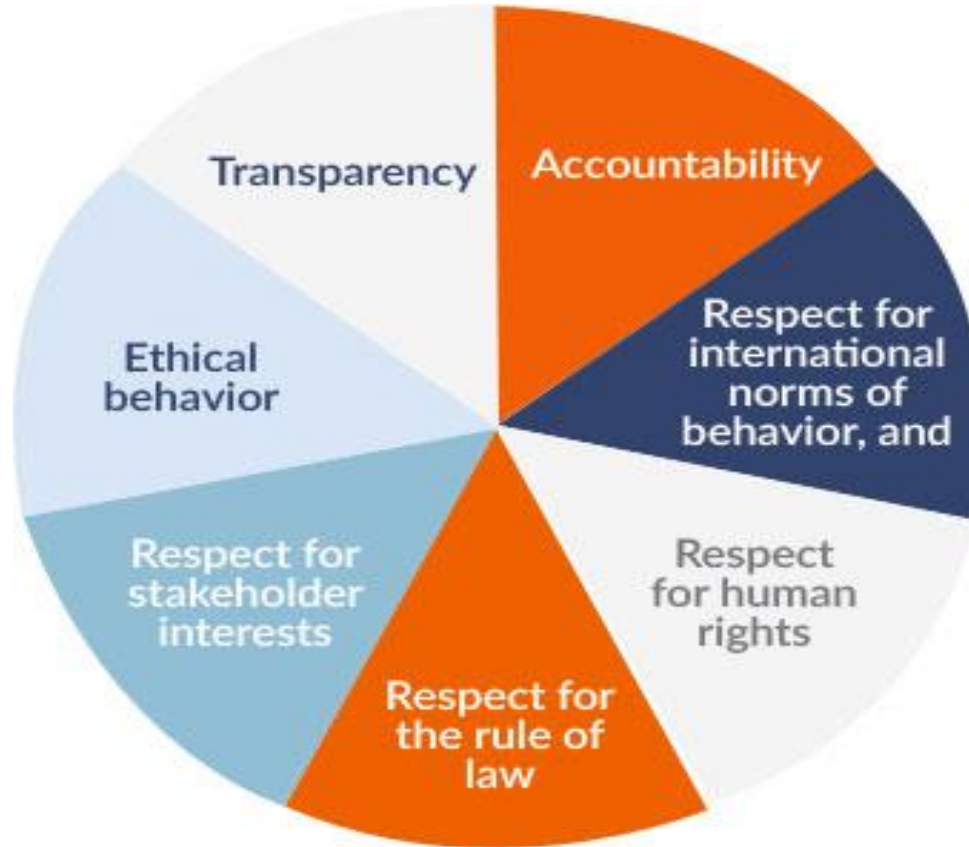 Transparency
Accountability
Respect for
international
norms of
behavior, and
Respect
for human
rights
Respect for
the rule of
law
Respect for
stakeholder
interests
Ethical
behavior